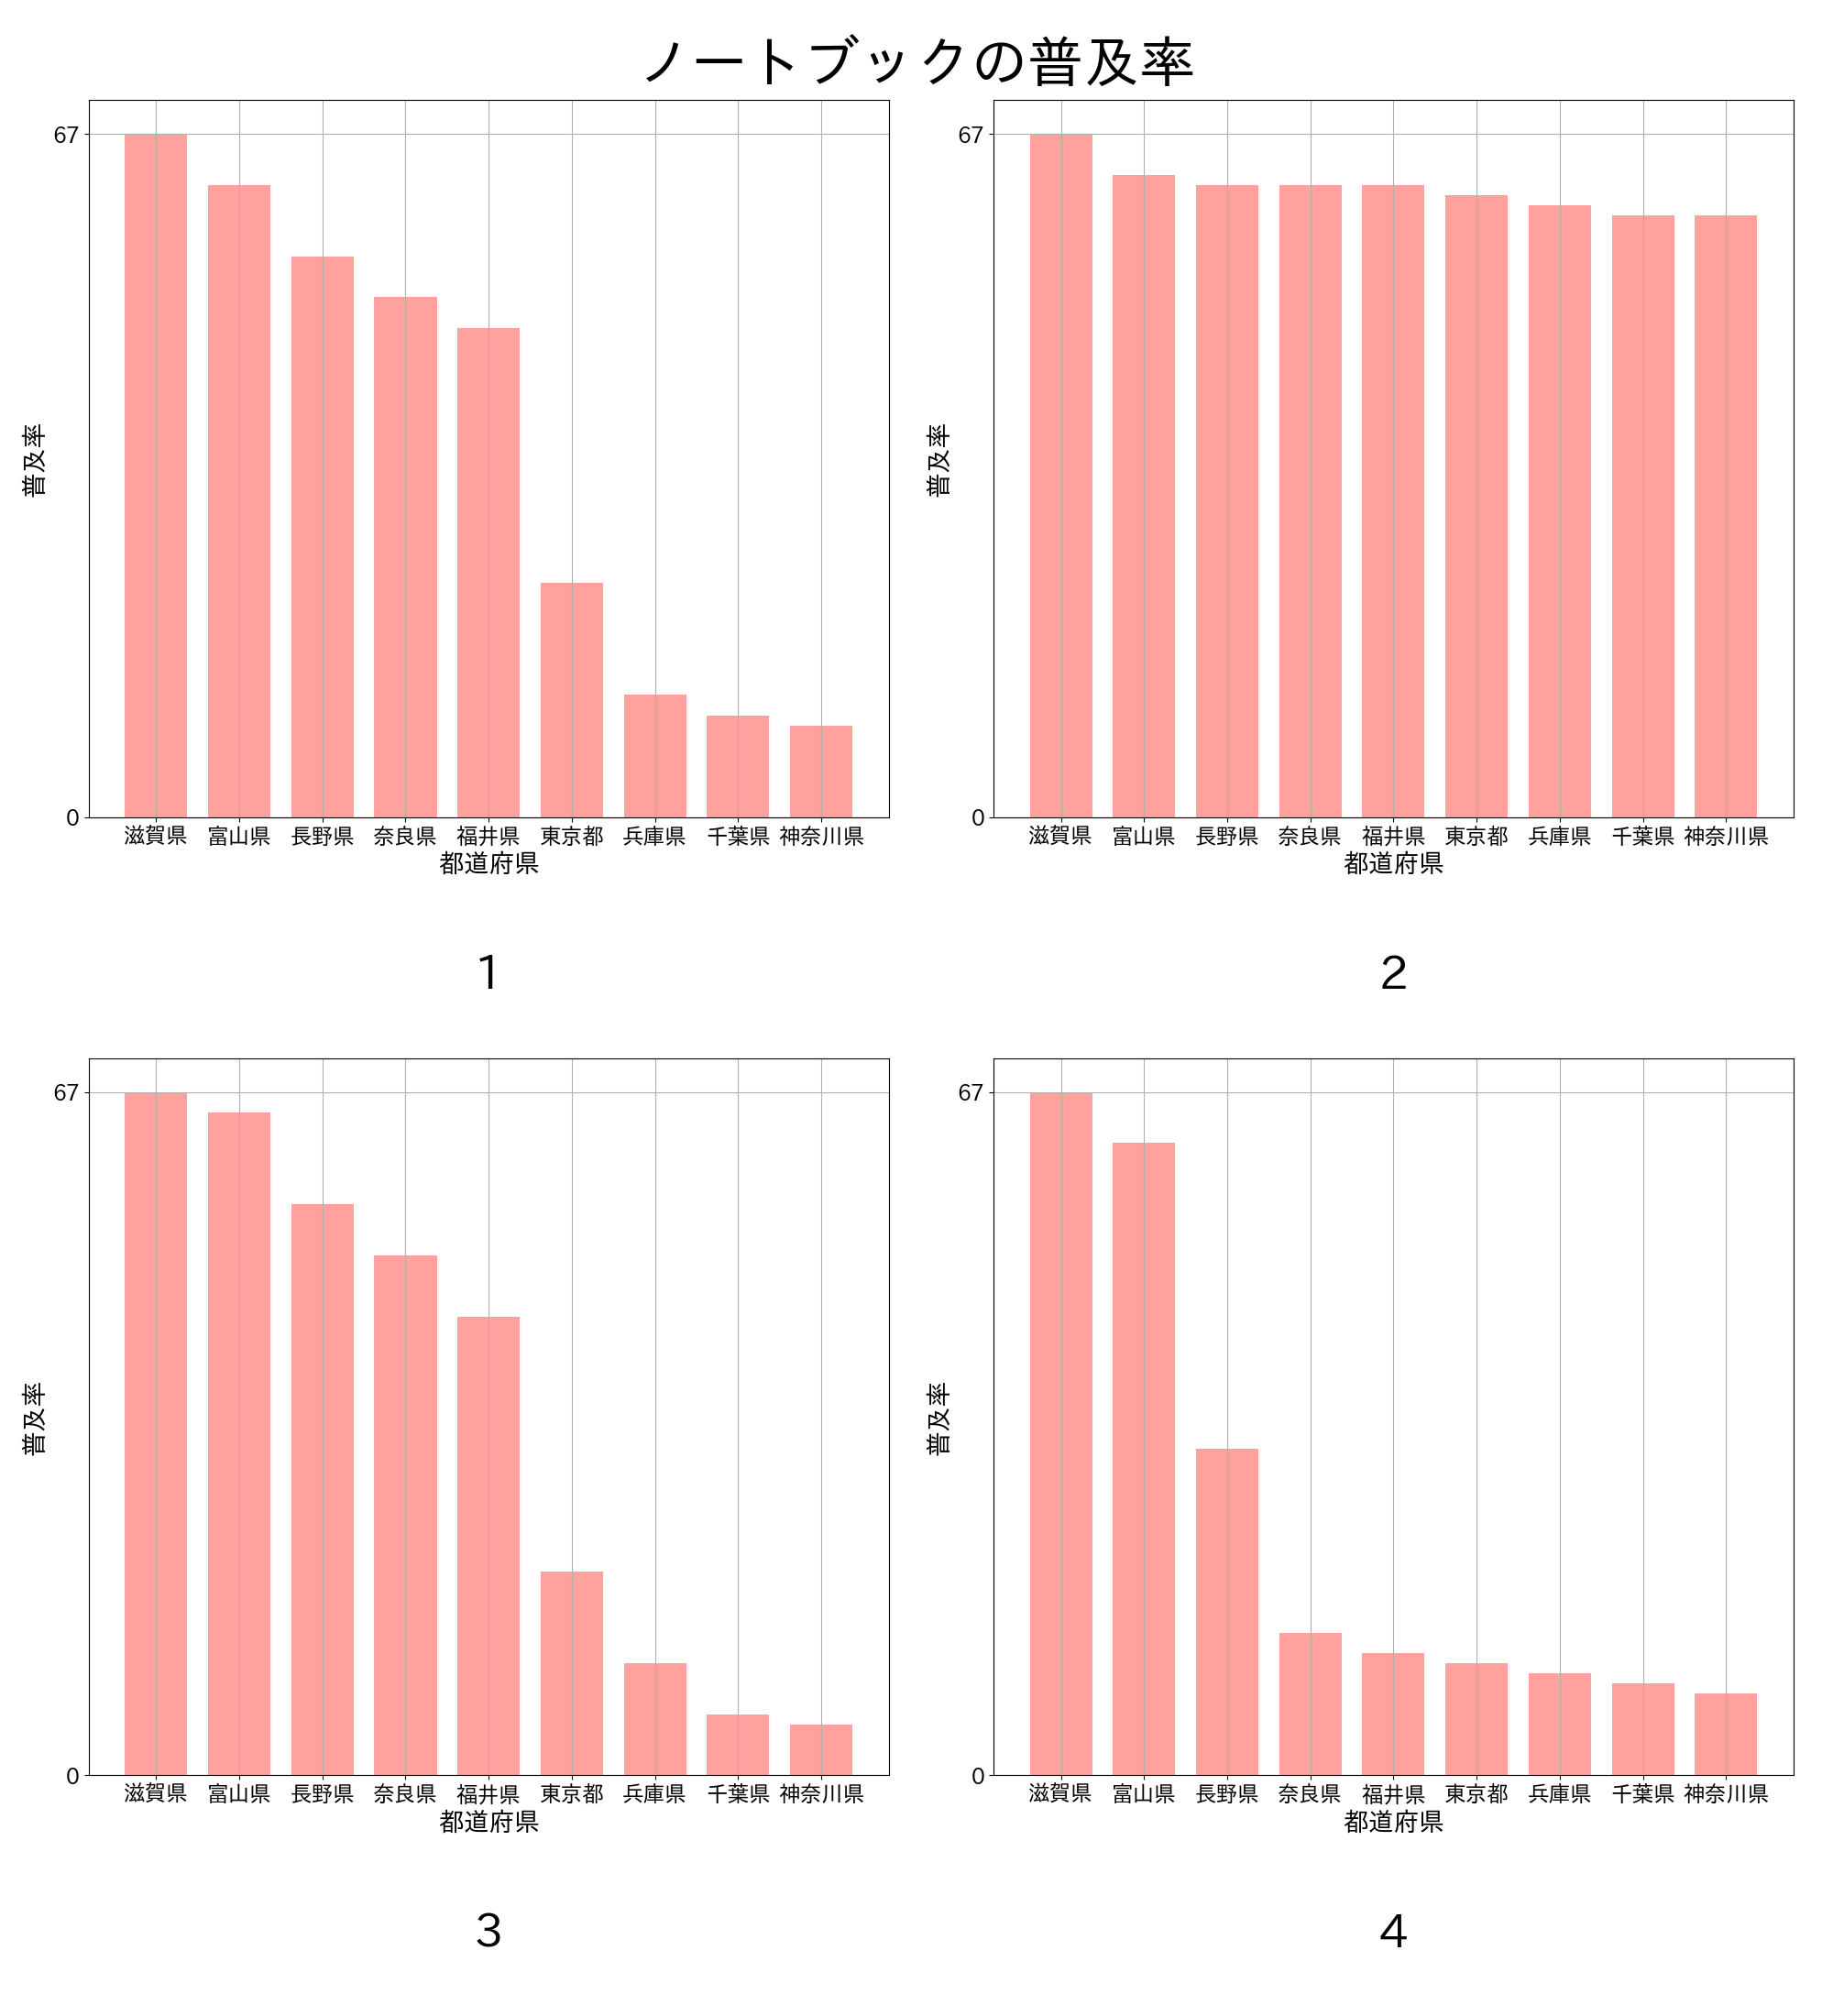 ノートブックの普及率
67
0
普及率
滋賀県 富山県 長野県 奈良県 福井県 東京都 兵庫県 千葉県 神奈川県
都道府県
1
67
0
普及率
滋賀県 富山県 長野県 奈良県 福井県 東京都 兵庫県 千葉県 神奈川県
都道府県
2
67
0
普及率
滋賀県 富山県 長野県 奈良県 福井県 東京都 兵庫県 千葉県 神奈川県
都道府県
3
67
0
普及率
滋賀県 富山県 長野県 奈良県 福井県 東京都 兵庫県 千葉県 神奈川県
都道府県
4